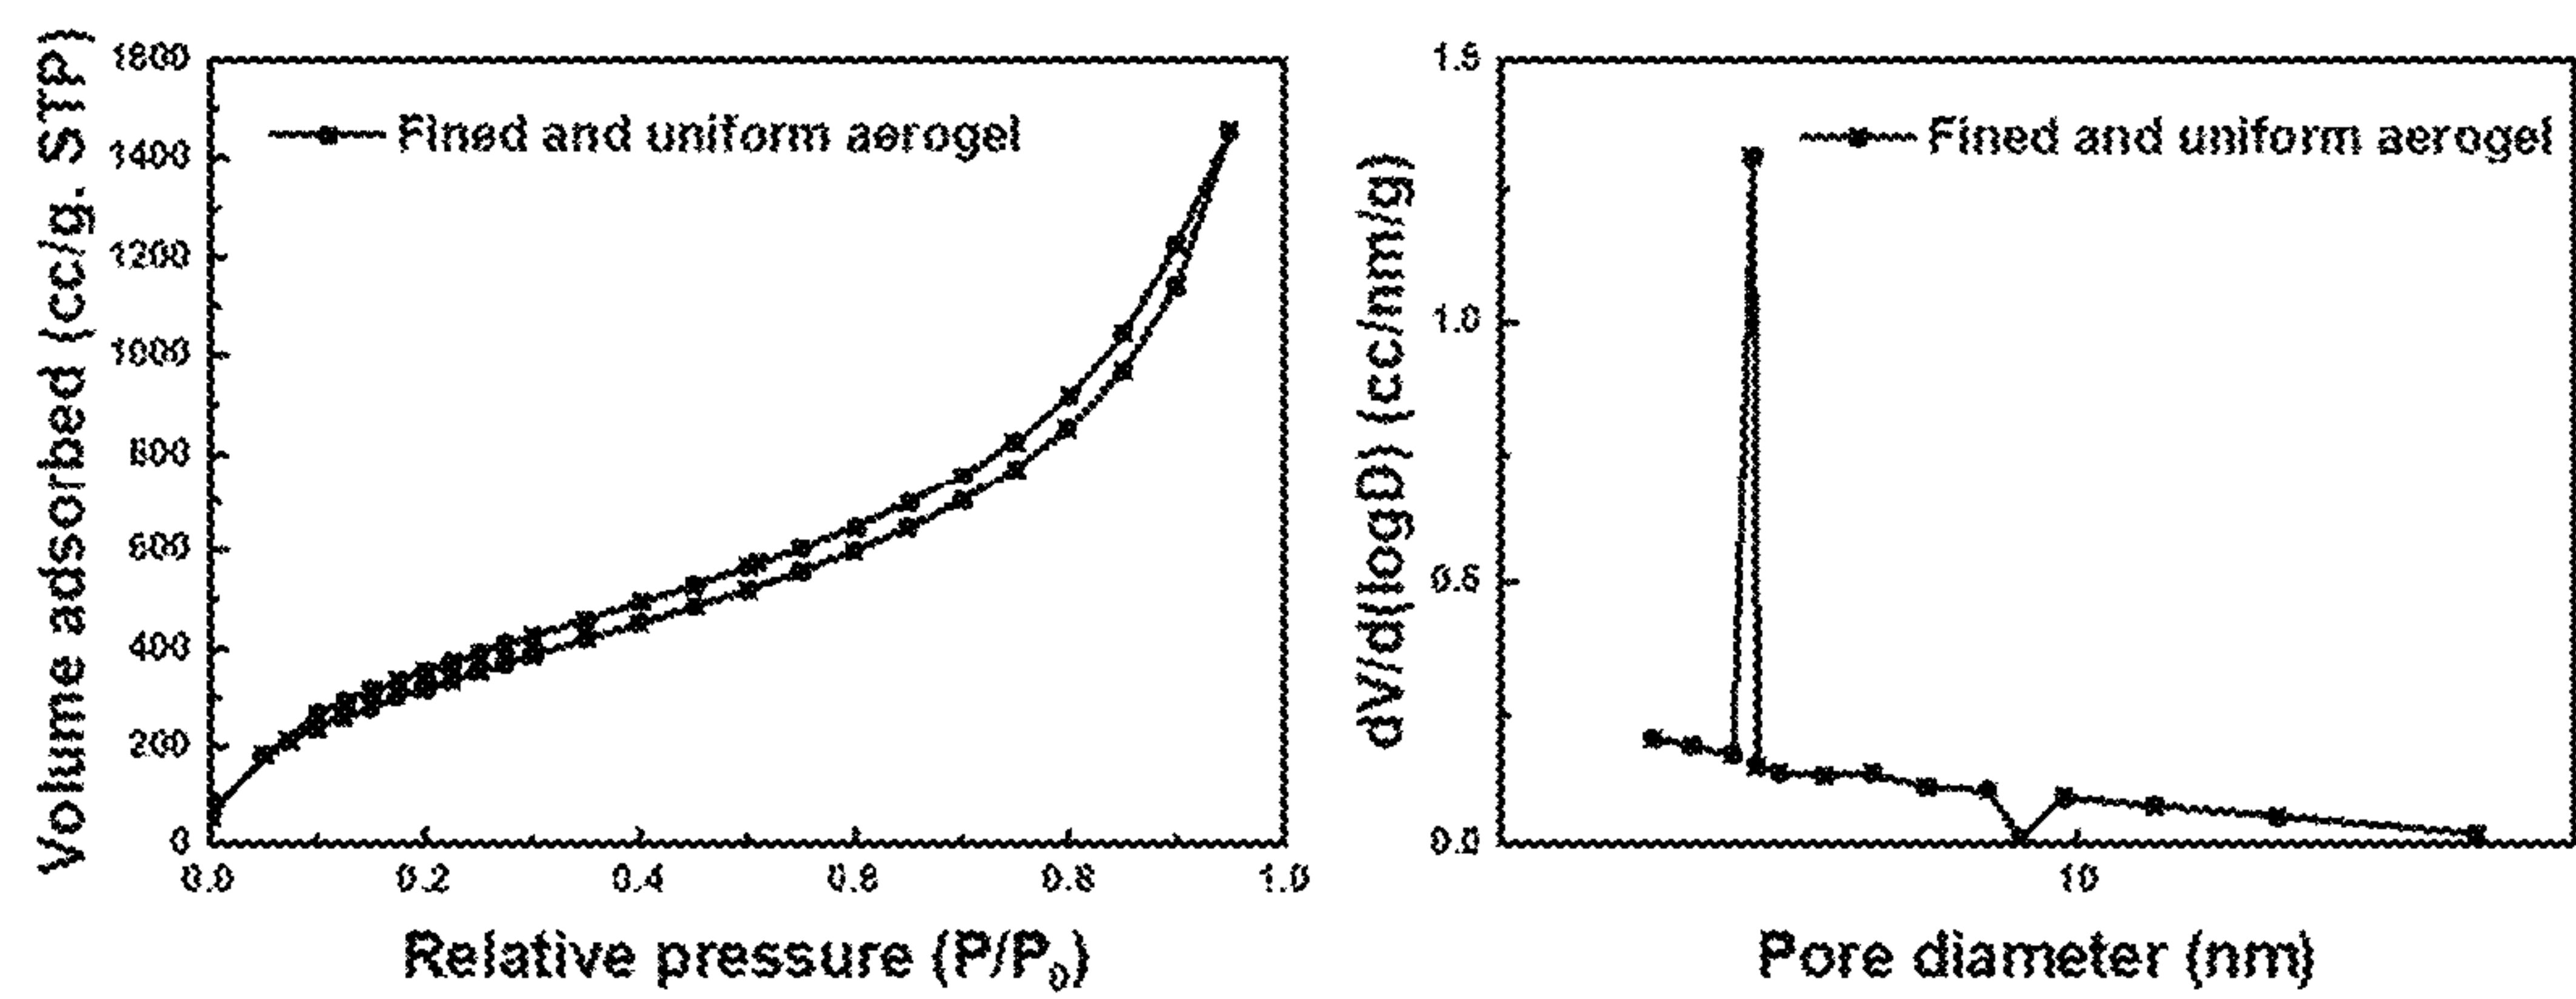 Volume adsorbed (cc/g. STP)
1600
1400
1200
1000
800
600
400
200
0
Fined and uniform aerogel
0.0 0.2 0.4 0.6 0.8 1.0
Relative pressure (P/P0)
dV/d(logD) (cc/nm/g)
1.5
1.0
0.5
0.0
Fined and uniform aerogel
10
Pore diameter (nm)